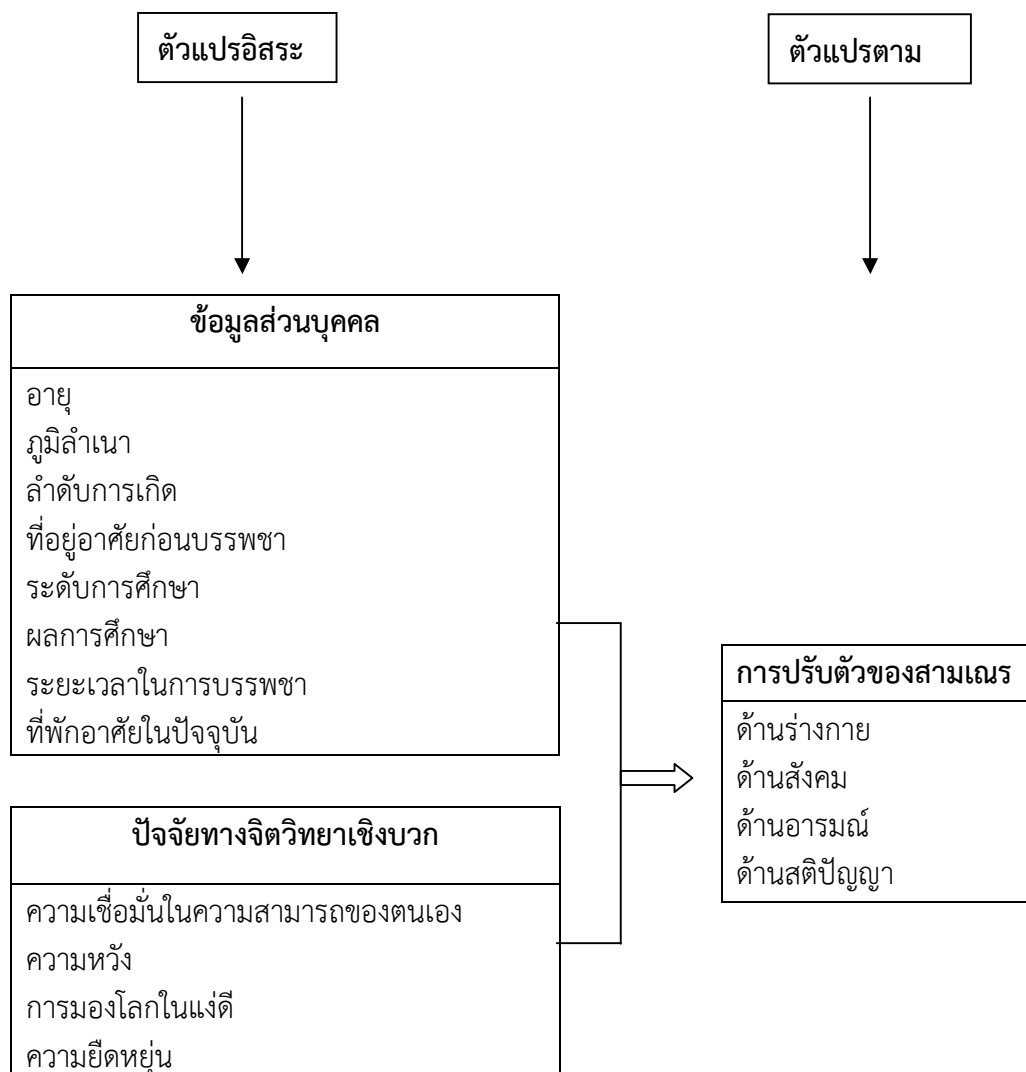 ตัวแปรอิสระ
ตัวแปรตาม
ข้อมูลส่วนบุคคล
อายุ
ภูมิลำเนา
ลำดับการเกิด
ที่อยู่อาศัยก่อนบรรพชา
ระดับการศึกษา
ผลการศึกษา
ระยะเวลาในการบรรพชา
ที่พักอาศัยในปัจจุบัน
ปัจจัยทางจิตวิทยาเชิงบวก
ความเชื่อมั่นในความสามารถของตนเอง
ความหวัง
การมองโลกในแง่ดี
ความยืดหยุ่น
การปรับตัวของสามเณร
ด้านร่างกาย
ด้านสังคม
ด้านอารมณ์
ด้านสติปัญญา